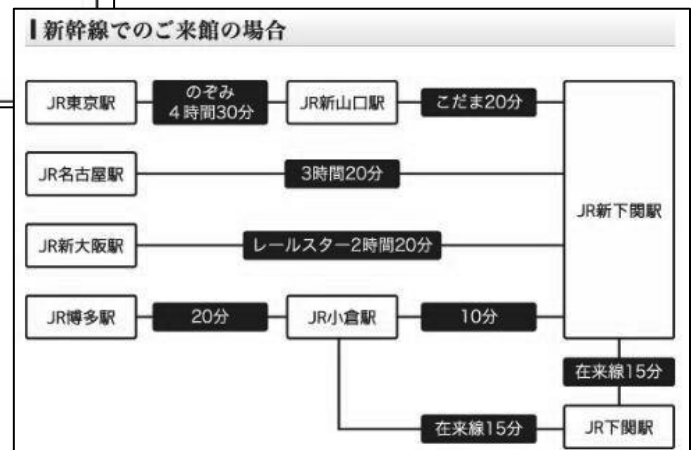 新幹線でのご来館の場合
JR東京駅
のぞみ
4時間30分
JR新山口駅
こだま20分
JR名古屋駅
3時間20分
JR新下関駅
JR新大阪駅
レールスター2時間20分
JR博多駅
20分
JR小倉駅
10分
在来線15分
在来線15分
JR下関駅